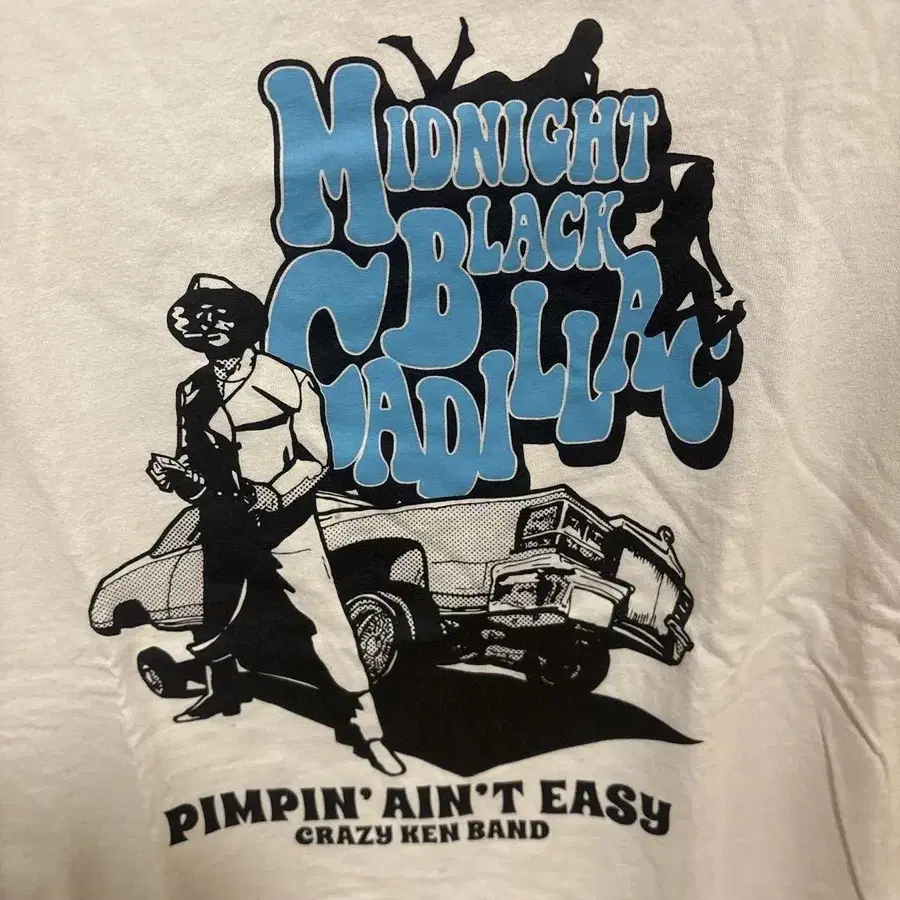 MIDNIGHT
BLACK
CADILLAC
PIMPIN' AIN'T EASY
CRAZY KEN BAND